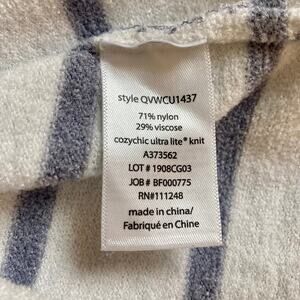 style QVWCU1437
71% nylon
29% viscose
cozychic ultra lite® knit
A373562
LOT # 1908CG03
JOB # BF000775
RN#111248
made in china/
Fabriqué en Chine